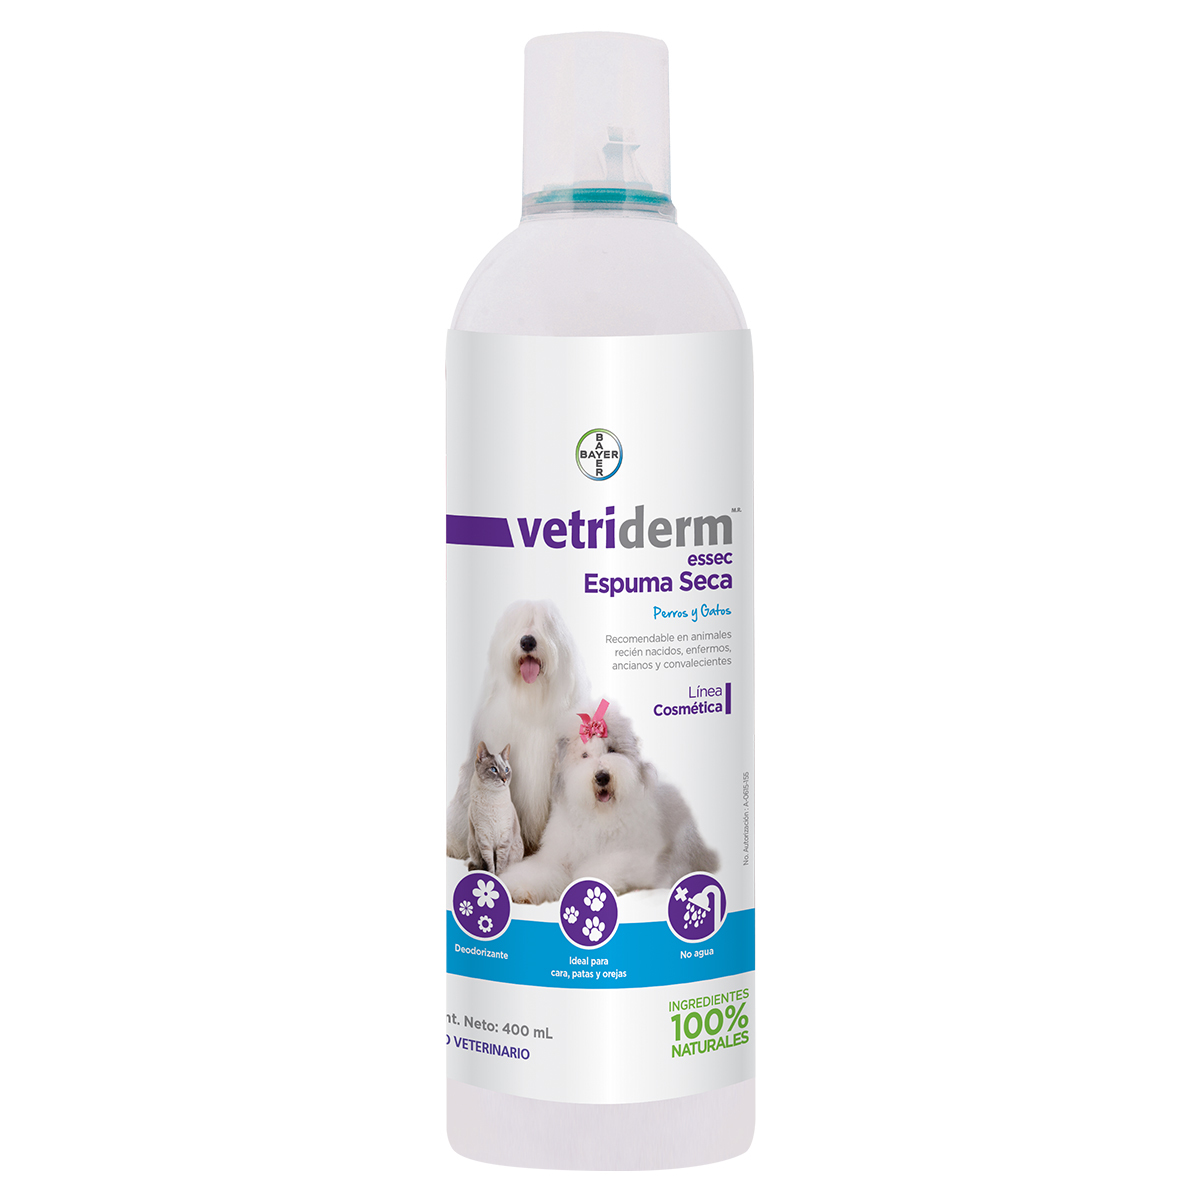 BAYER
BAYER
vetriderm M.R.
essec
Espuma Seca
Perros y Gatos
Recomendable en animales
recién nacidos, enfermos,
ancianos y convalecientes
Línea
Cosmética
No. Autorización: A-0615-155
Deodorizante
Ideal para
cara, patas y orejas
No agua
nt. Neto: 400 mL
O VETERINARIO
INGREDIENTES
100%
NATURALES